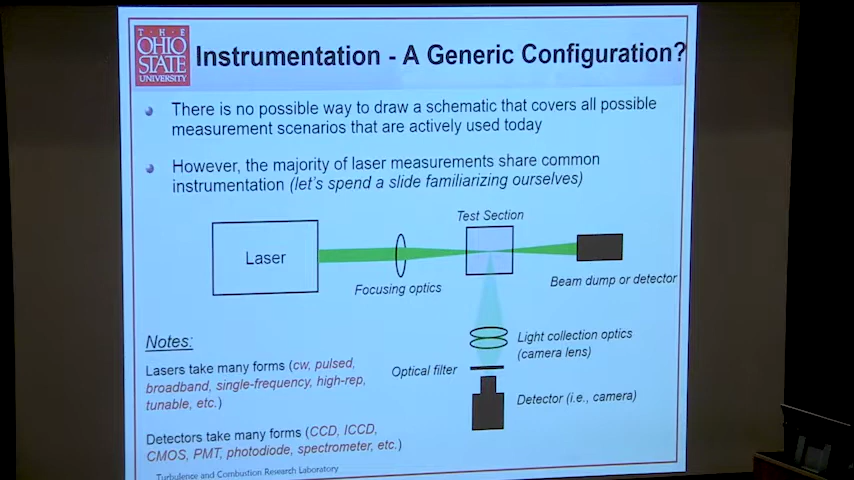 T · H · E
OHIO
STATE
UNIVERSITY
Instrumentation - A Generic Configuration?
There is no possible way to draw a schematic that covers all possible
measurement scenarios that are actively used today
However, the majority of laser measurements share common
instrumentation (let's spend a slide familiarizing ourselves)
Test Section
Laser
Focusing optics
Beam dump or detector
Light collection optics
(camera lens)
Optical filter
Detector (i.e., camera)
Notes:
Lasers take many forms (cw, pulsed,
broadband, single-frequency, high-rep,
tunable, etc.)
Detectors take many forms (CCD, ICCD,
CMOS, PMT, photodiode, spectrometer, etc.)
Turbulence and Combustion Research Laboratory